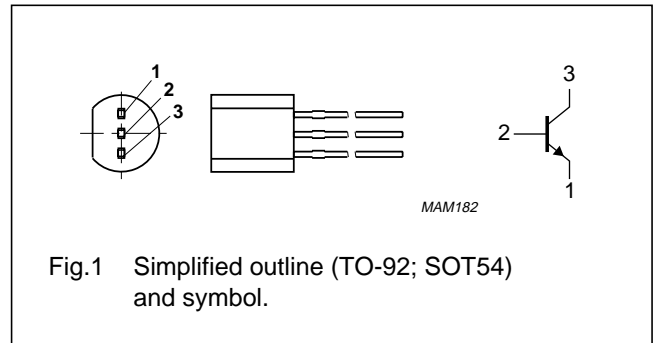 1
2
3
3
2
1
MAM182
Fig.1 Simplified outline (TO-92; SOT54)
and symbol.